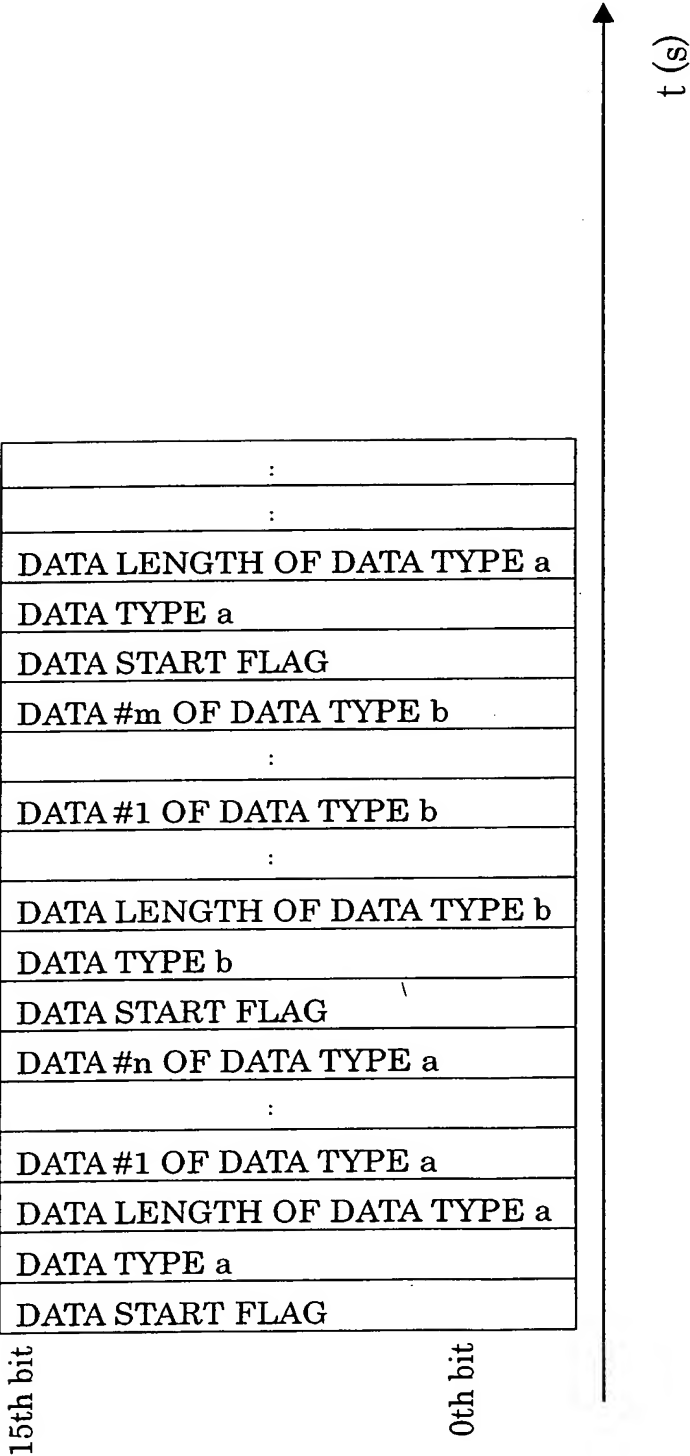 t (s)
:
:
DATA LENGTH OF DATA TYPE a
DATA TYPE a
DATA START FLAG
DATA #m OF DATA TYPE b
:
DATA #1 OF DATA TYPE b
:
DATA LENGTH OF DATA TYPE b
DATA TYPE b
DATA START FLAG
DATA #n OF DATA TYPE a
:
DATA #1 OF DATA TYPE a
DATA LENGTH OF DATA TYPE a
DATA TYPE a
DATA START FLAG
15th bit
0th bit